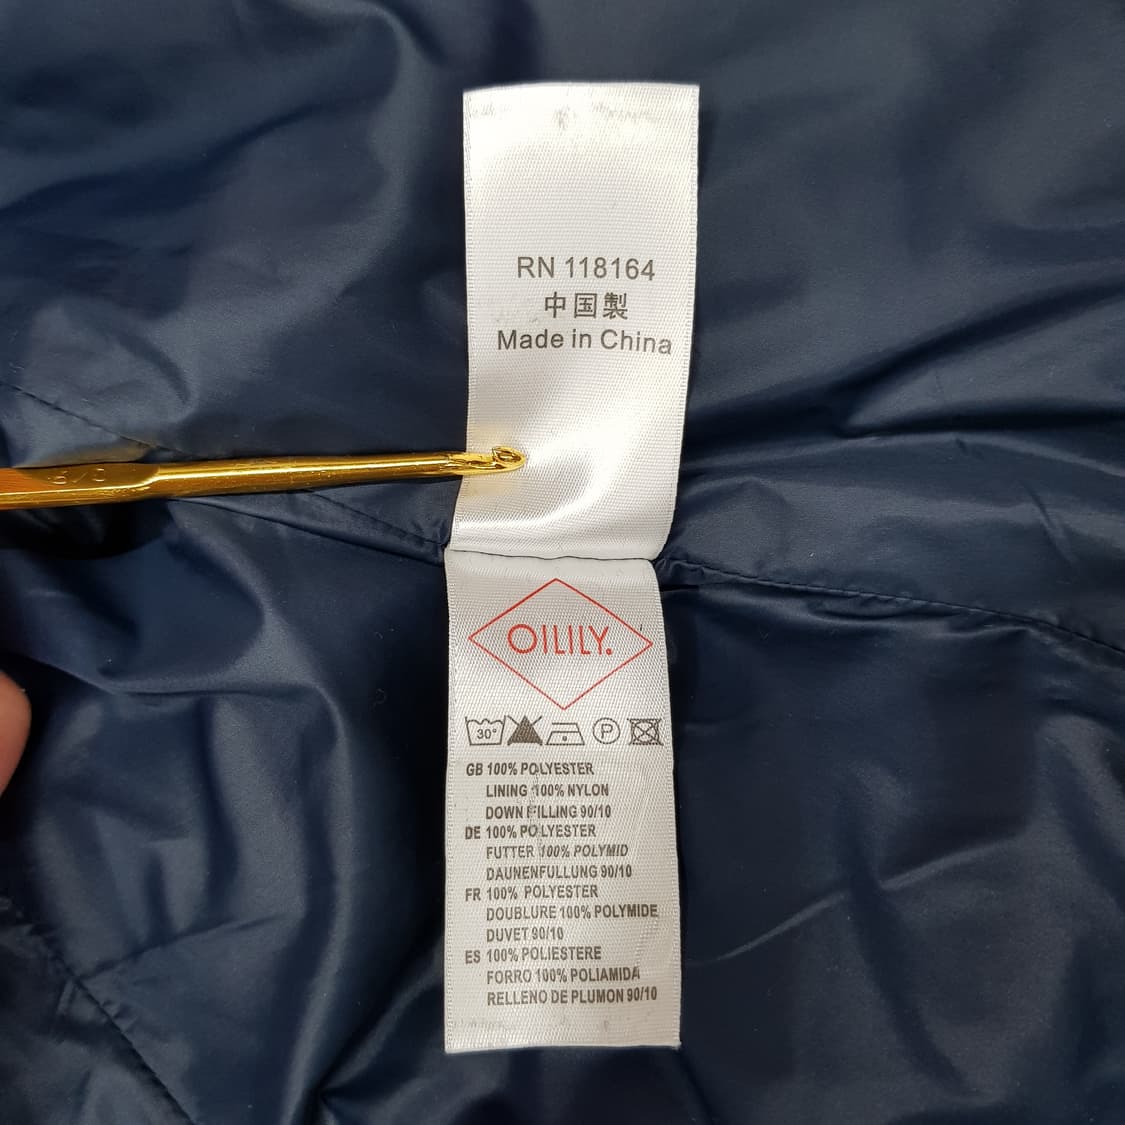 RN 118164
中国製
Made in China
OILILY.
30° P
GB 100% POLYESTER
LINING 100% NYLON
DOWN FILLING 90/10
DE 100% POLYESTER
FUTTER 100% POLYMID
DAUNENFULLUNG 90/10
FR 100% POLYESTER
DOUBLURE 100% POLYMIDE
DUVET 90/10
ES 100% POLIESTERE
FORRO 100% POLIAMIDA
RELLENO DE PLUMON 90/10